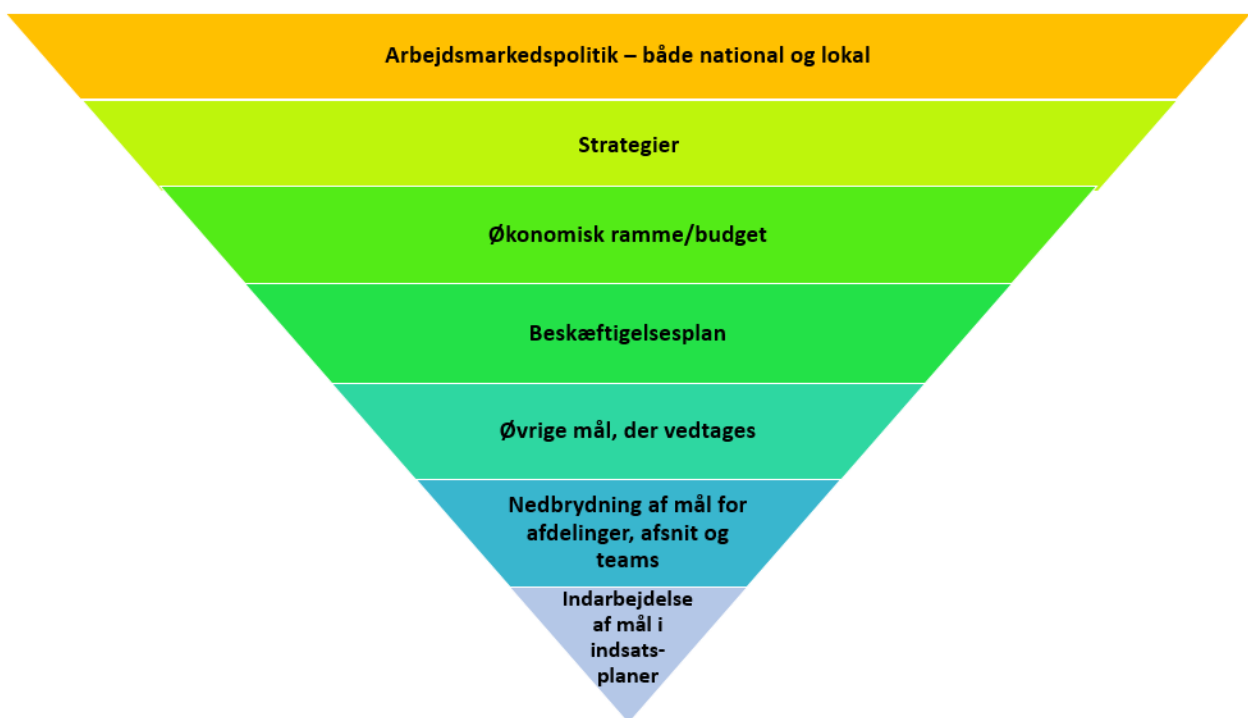 Arbejdsmarkedspolitik – både national og lokal
Strategier
Økonomisk ramme/budget
Beskæftigelsesplan
Øvrige mål, der vedtages
Nedbrydning af mål for
afdelinger, afsnit og
teams
Indarbejdelse
af mål i
indsats-
planer